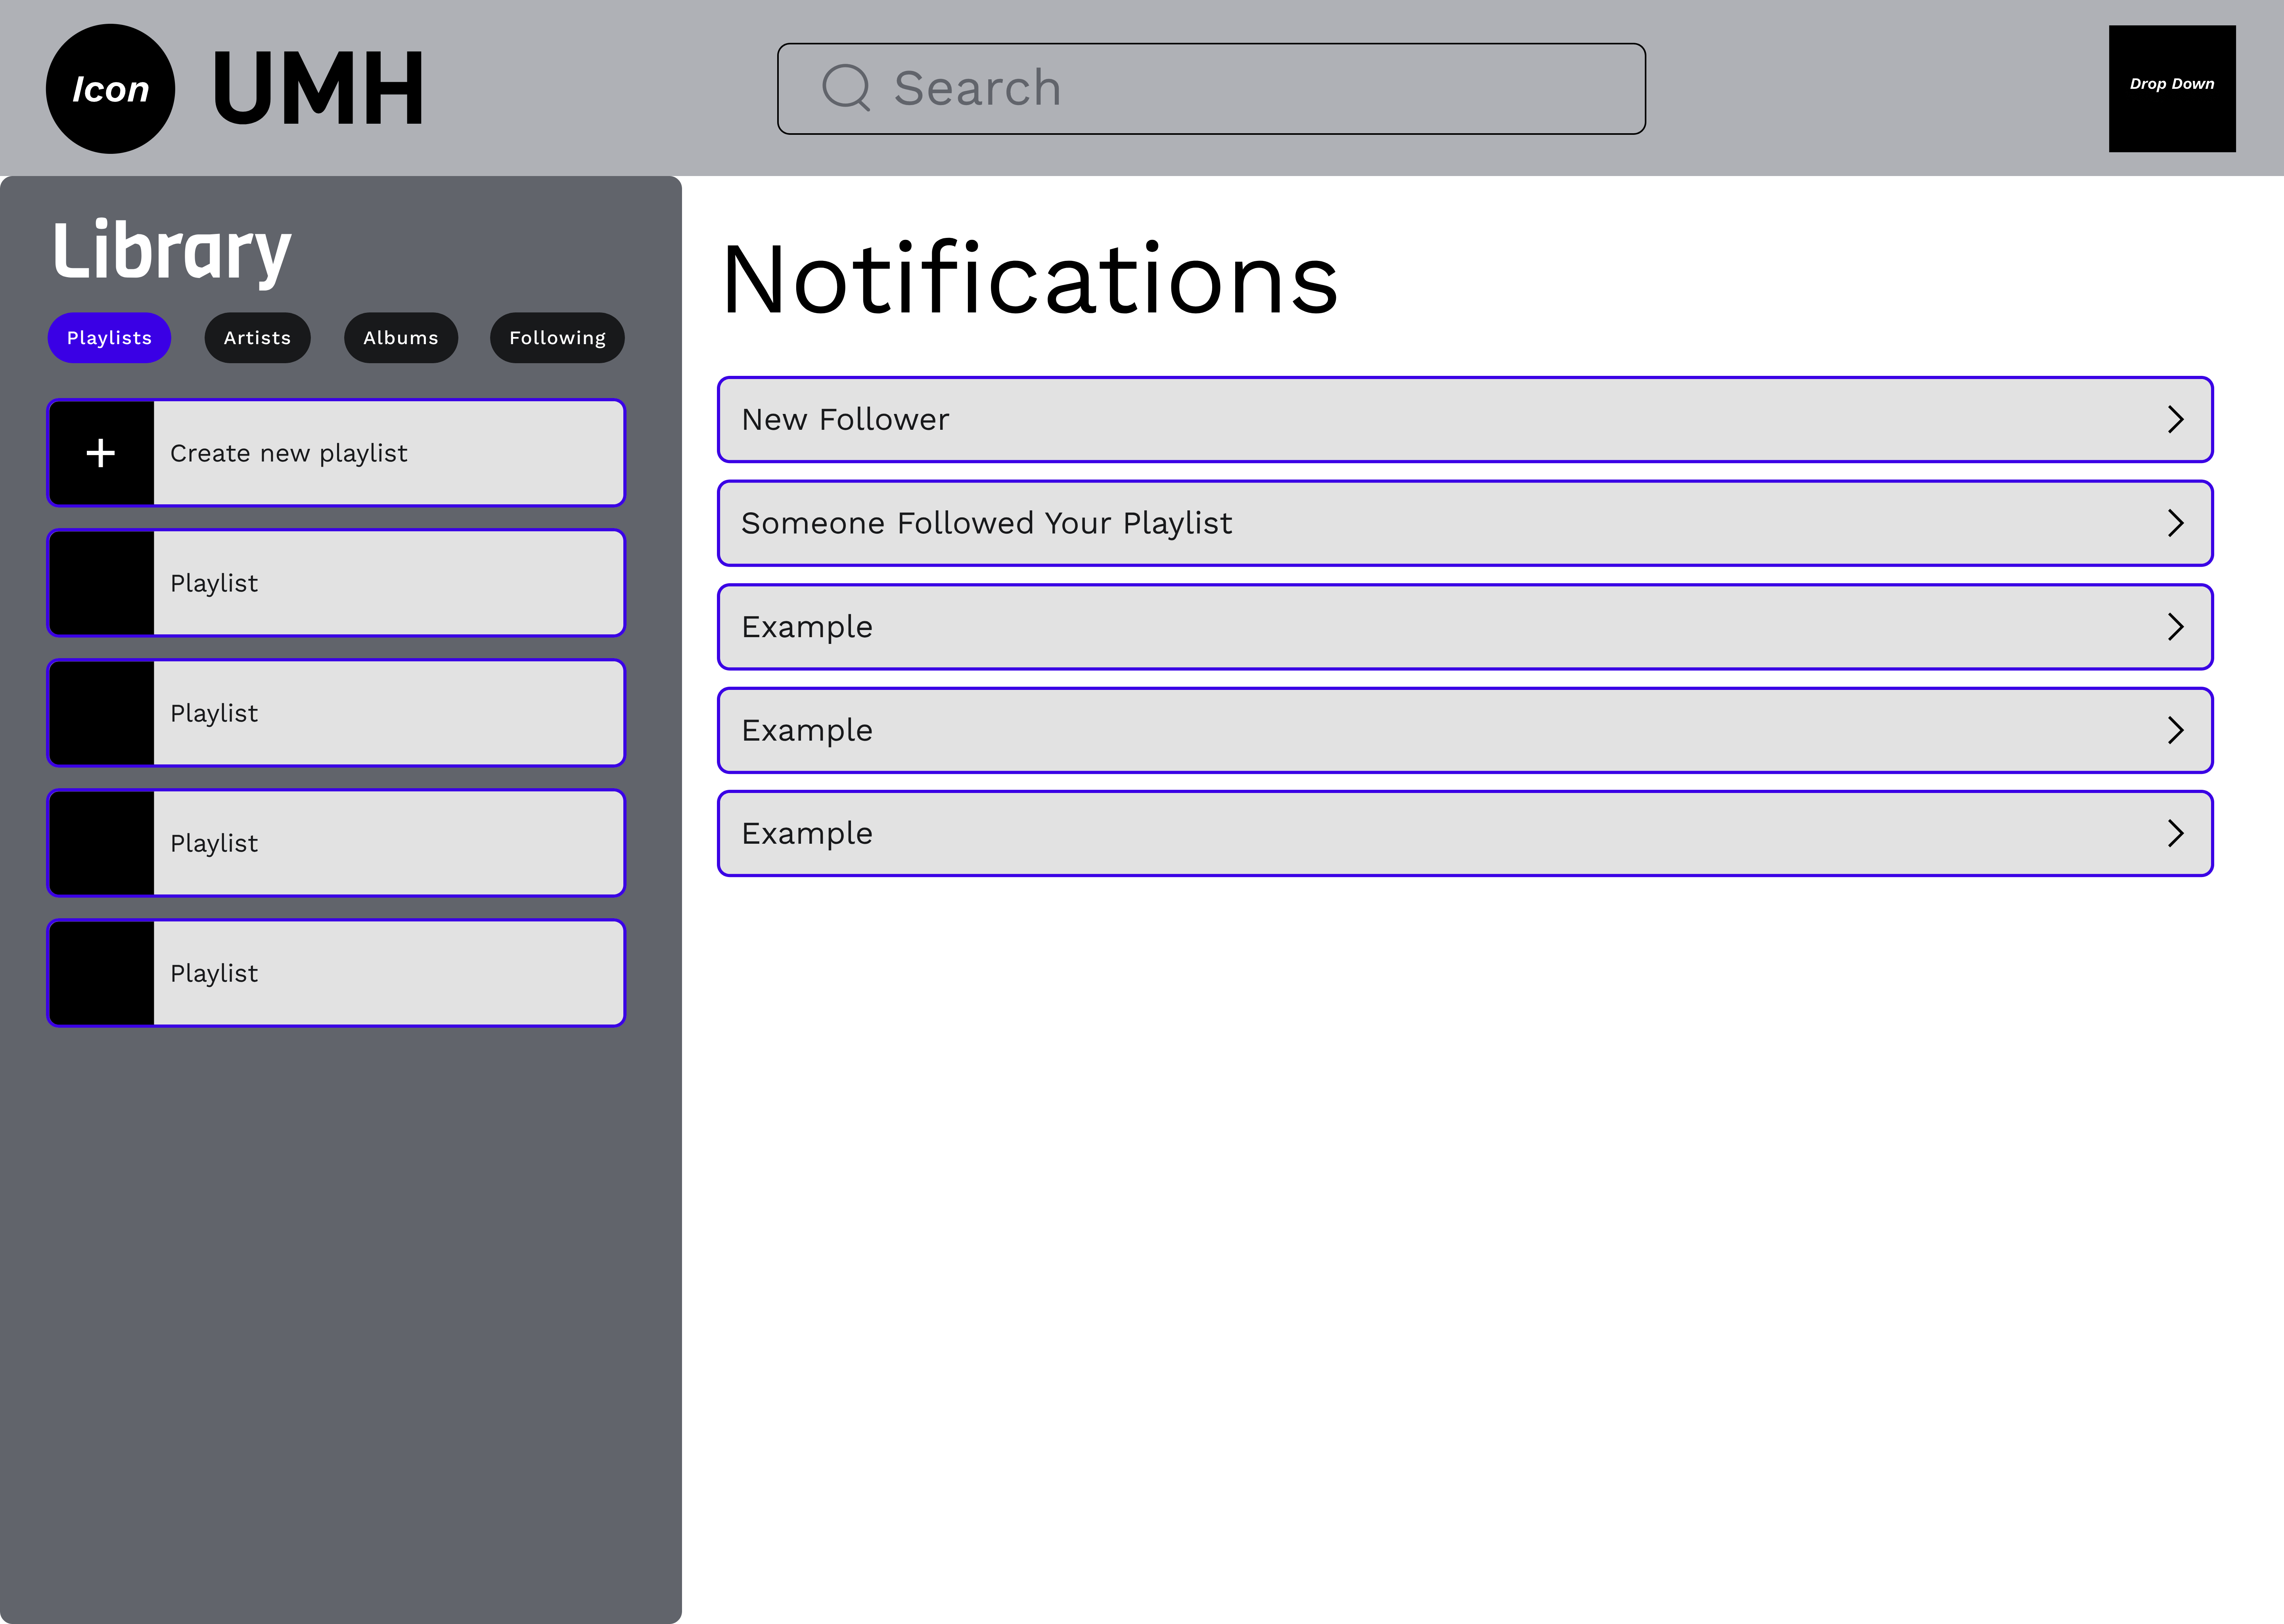 Icon
UMH
Search
Drop Down
Library
Playlists Artists Albums Following
Create new playlist
Playlist
Playlist
Playlist
Playlist
Notifications
New Follower
Someone Followed Your Playlist
Example
Example
Example